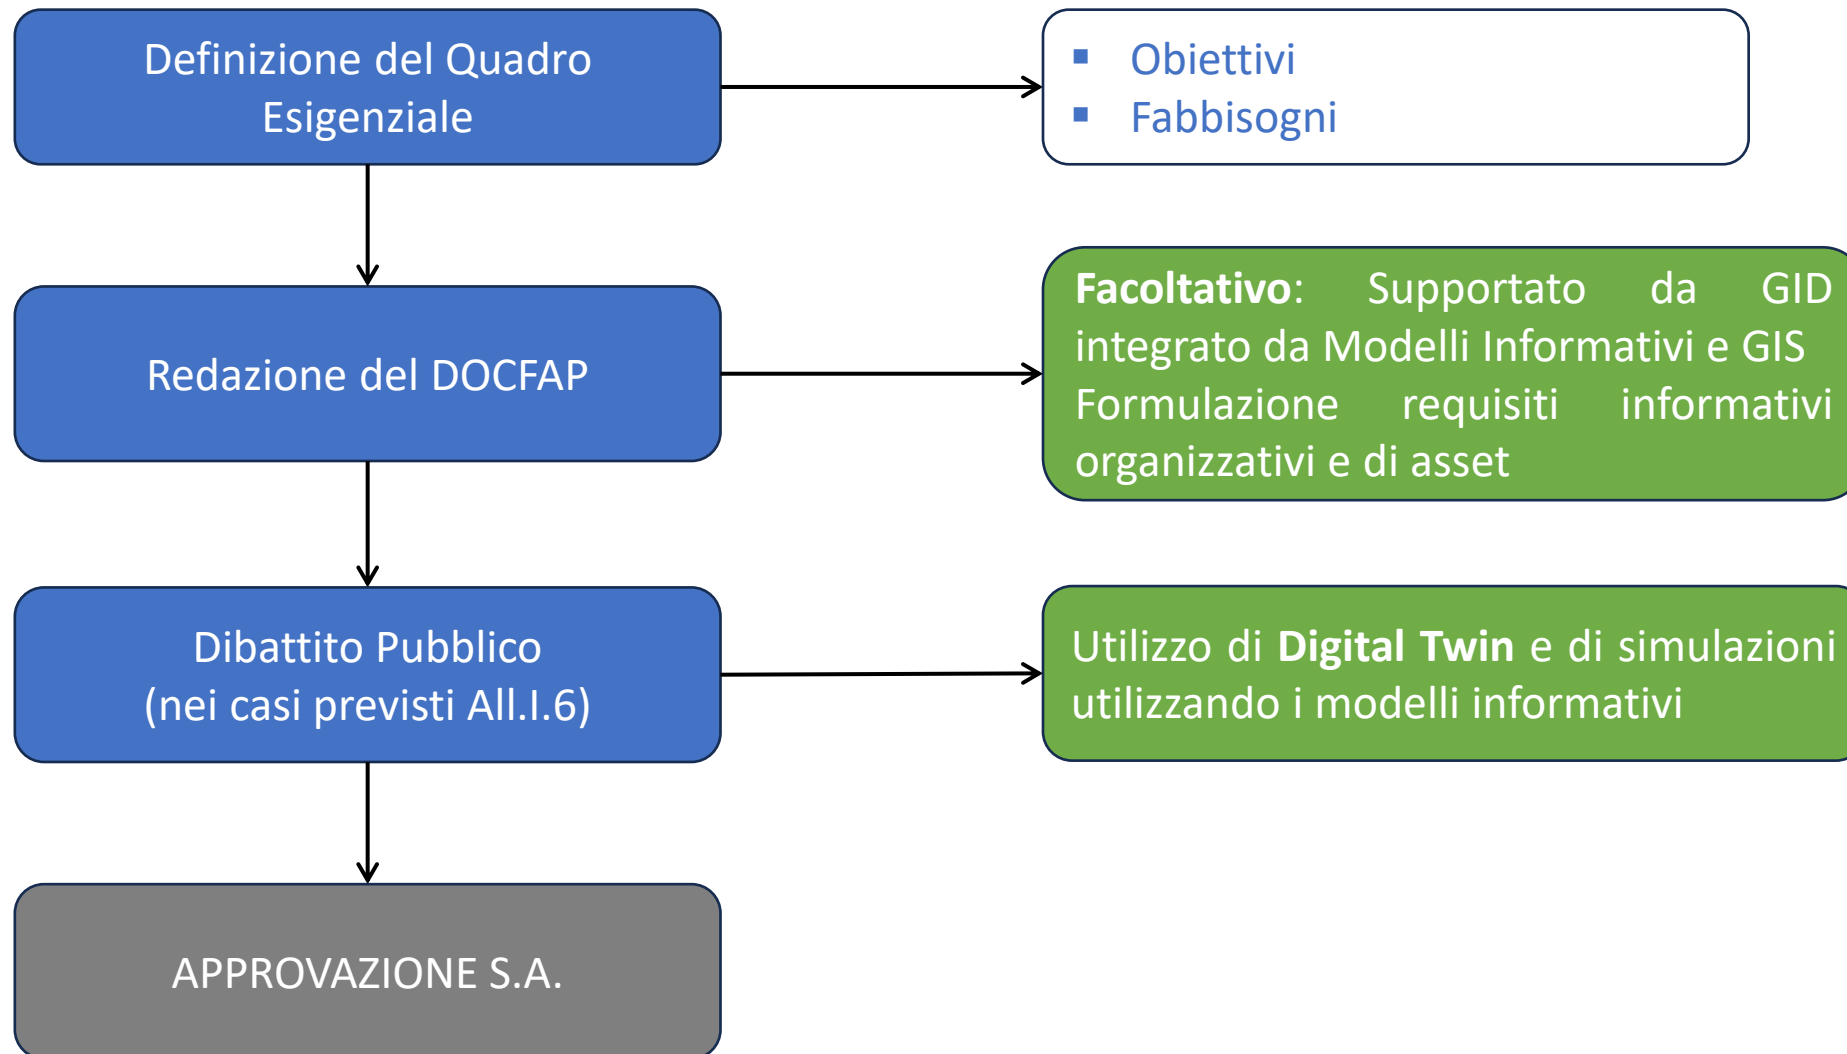 Definizione del Quadro
Esigenziale
▪ Obiettivi
▪ Fabbisogni
Redazione del DOCFAP
Facoltativo: Supportato da GID
integrato da Modelli Informativi e GIS
Formulazione requisiti informativi
organizzativi e di asset
Dibattito Pubblico
(nei casi previsti All.I.6)
Utilizzo di Digital Twin e di simulazioni
utilizzando i modelli informativi
APPROVAZIONE S.A.